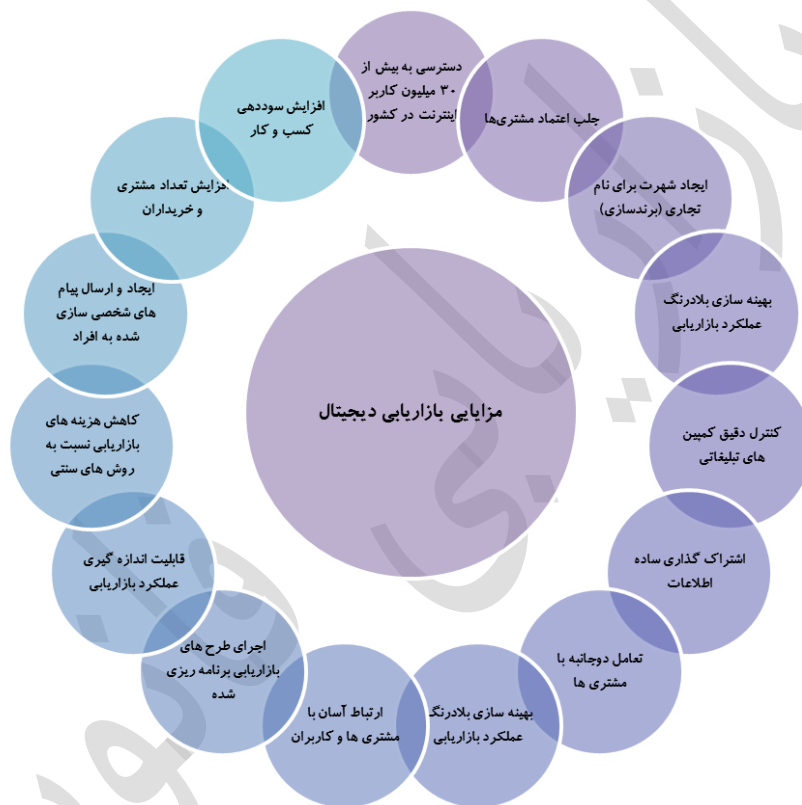 دسترسی به بیش از
۳۰ میلیون کاربر
اینترنت در کشور
جلب اعتماد مشتری‌ها
ایجاد شهرت برای نام
تجاری (برندسازی)
بهینه سازی بلادرنگ
عملکرد بازاریابی
کنترل دقیق کمپین
های تبلیغاتی
اشتراک گذاری ساده
اطلاعات
تعامل دوجانبه با
مشتری ها
بهینه سازی بلادرنگ
عملکرد بازاریابی
ارتباط آسان با
مشتری ها و کاربران
اجرای طرح های
بازاریابی برنامه ریزی
شده
قابلیت اندازه گیری
عملکرد بازاریابی
کاهش هزینه های
بازاریابی نسبت به
روش های سنتی
ایجاد و ارسال پیام
های شخصی سازی
شده به افراد
افزایش تعداد مشتری
و خریداران
افزایش سوددهی
کسب و کار
مزایایی بازاریابی دیجیتال